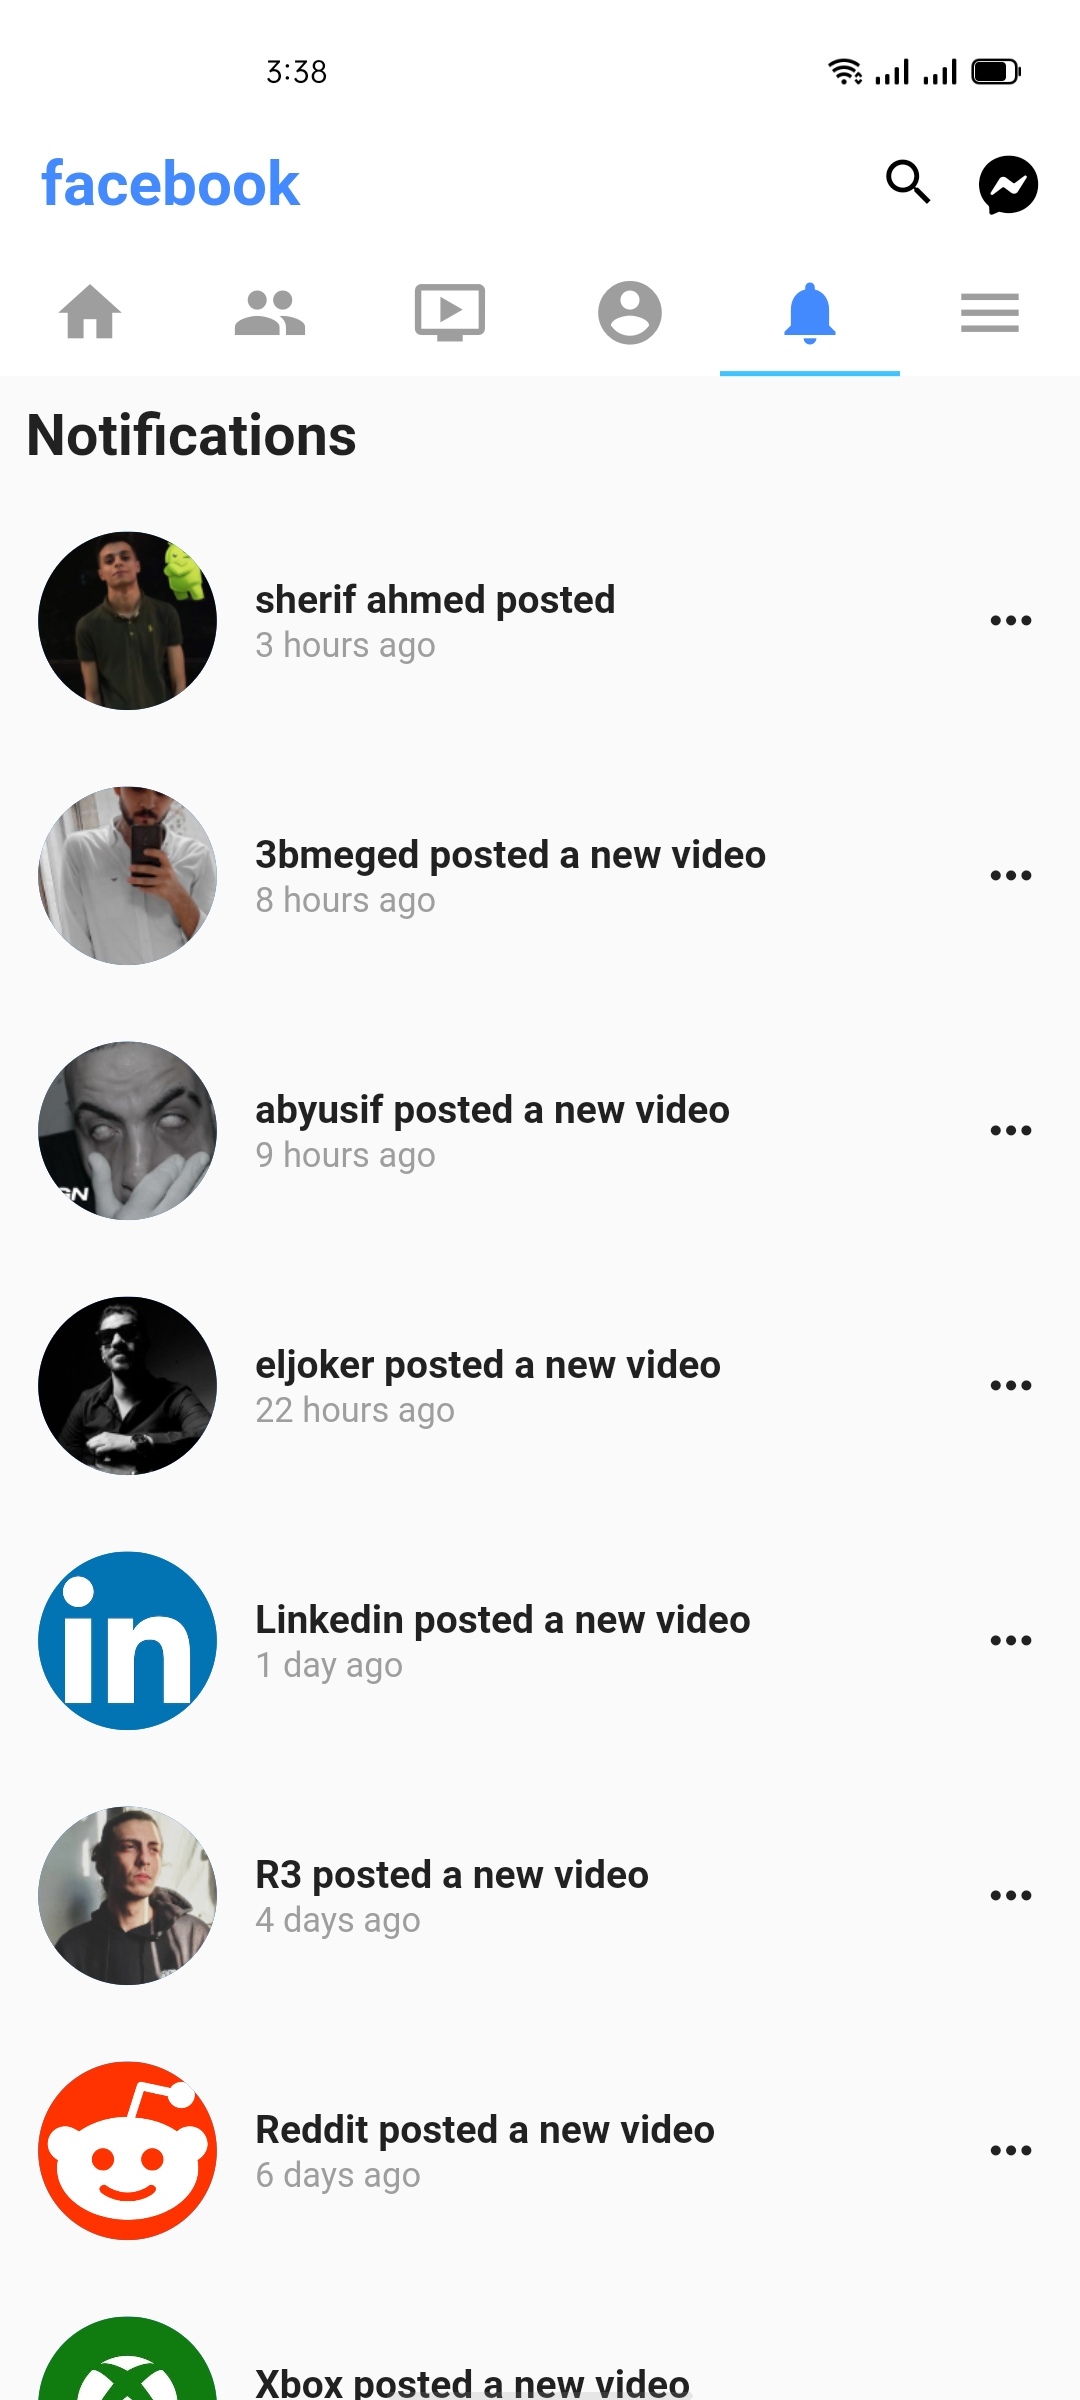 3:38
facebook
Notifications
sherif ahmed posted
3 hours ago
3bmeged posted a new video
8 hours ago
GN
abyusif posted a new video
9 hours ago
eljoker posted a new video
22 hours ago
in
Linkedin posted a new video
1 day ago
R3 posted a new video
4 days ago
Reddit posted a new video
6 days ago
Xbox posted a new video